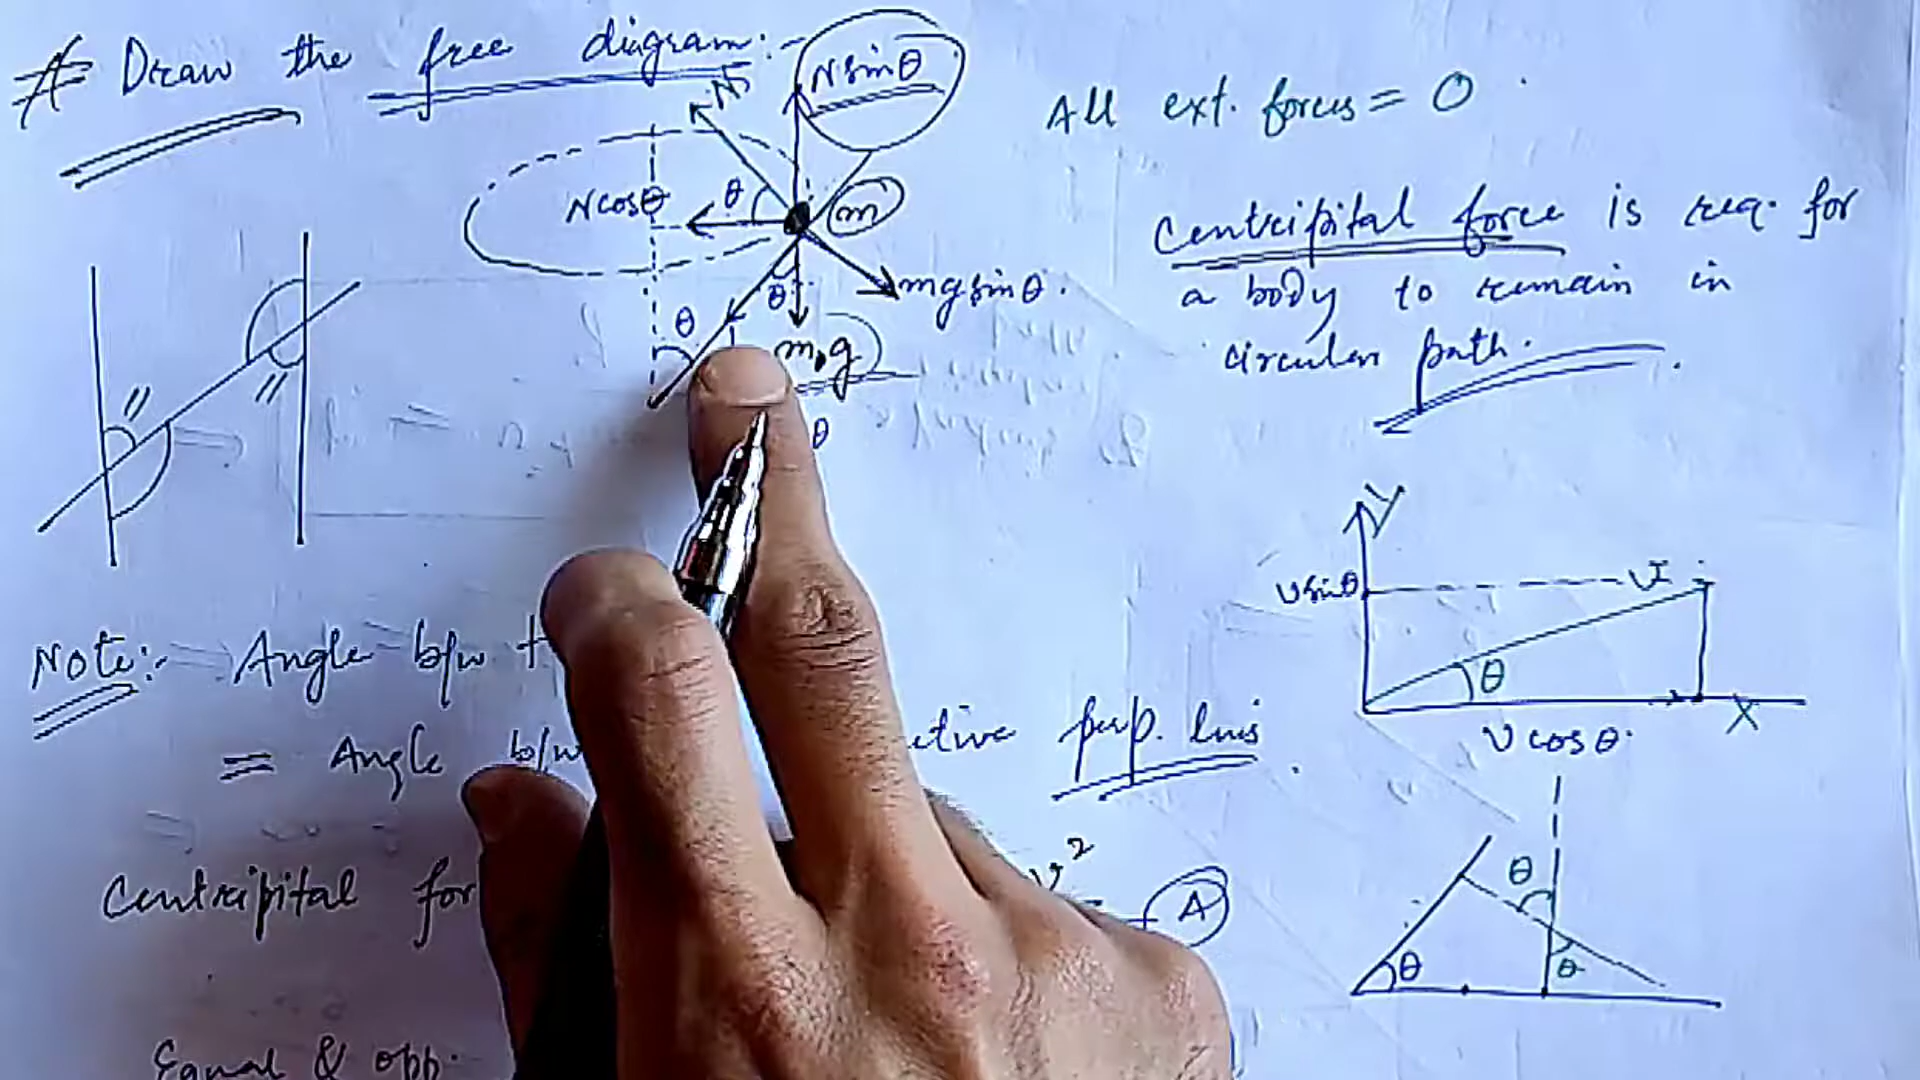 # Draw the free diagram:-
N
N sinθ
N cosθ
θ
m
θ
θ
mg sinθ.
m,g
θ
All ext. forces = 0.
Centripital force is req. for
a body to remain in
circular path.
Y
V sinθ
V
θ
X
V cosθ.
Note:- Angle b/w
= Angle b/w perp. lines.
Centripital for
v²
A
θ
θ
θ
Equal & opp.